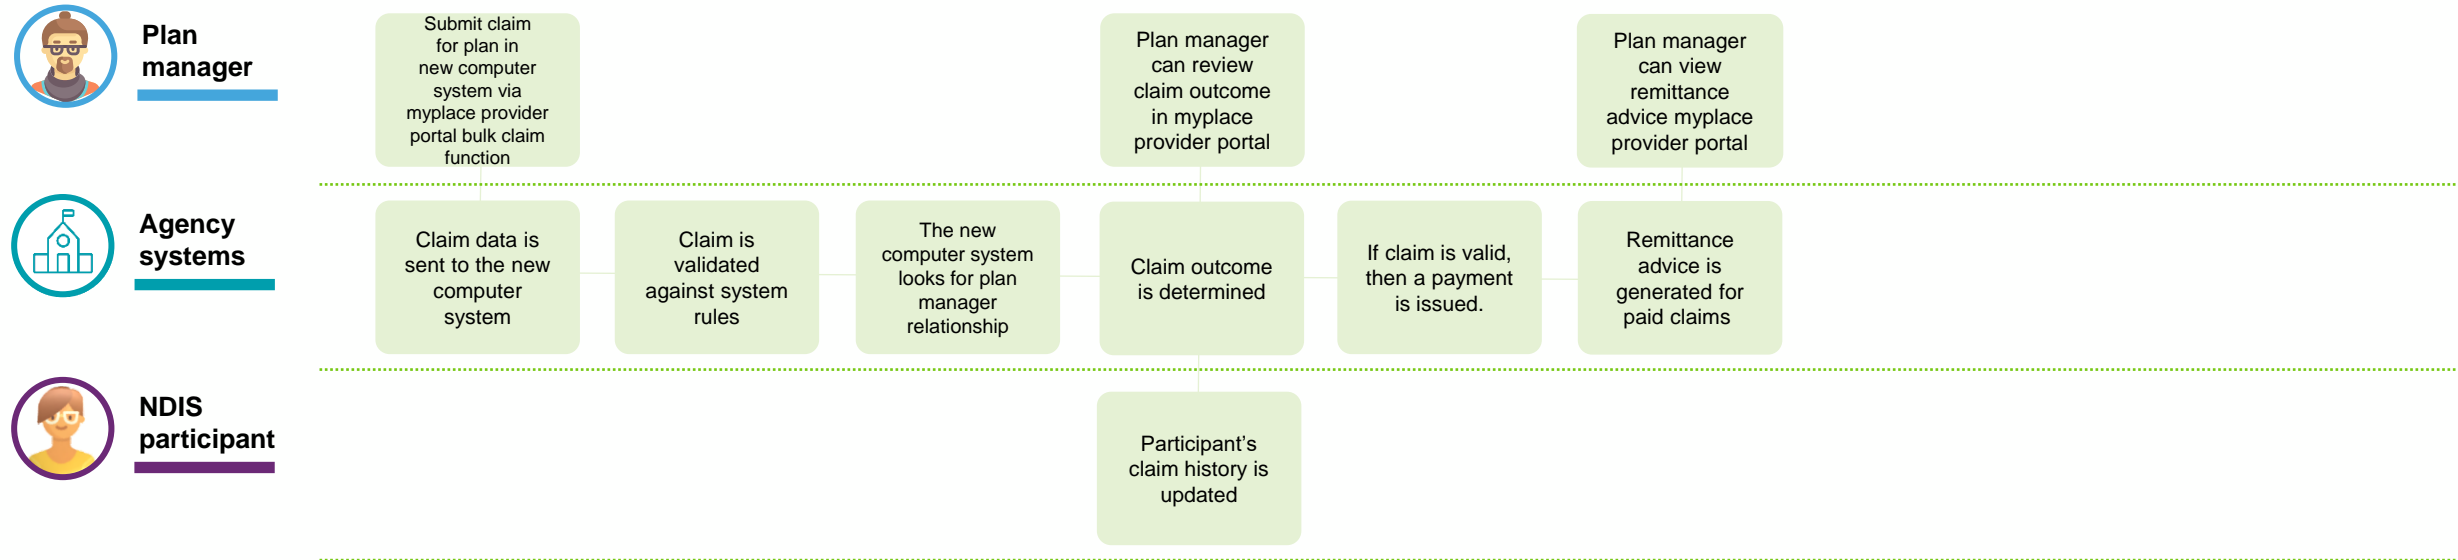 Plan
manager
Submit claim
for plan in
new computer
system via
myplace provider
portal bulk claim
function
Plan manager
can review
claim outcome
in myplace
provider portal
Plan manager
can view
remittance
advice myplace
provider portal
Agency
systems
Claim data is
sent to the new
computer
system
Claim is
validated
against system
rules
The new
computer system
looks for plan
manager
relationship
Claim outcome
is determined
If claim is valid,
then a payment
is issued.
Remittance
advice is
generated for
paid claims
NDIS
participant
Participant’s
claim history is
updated